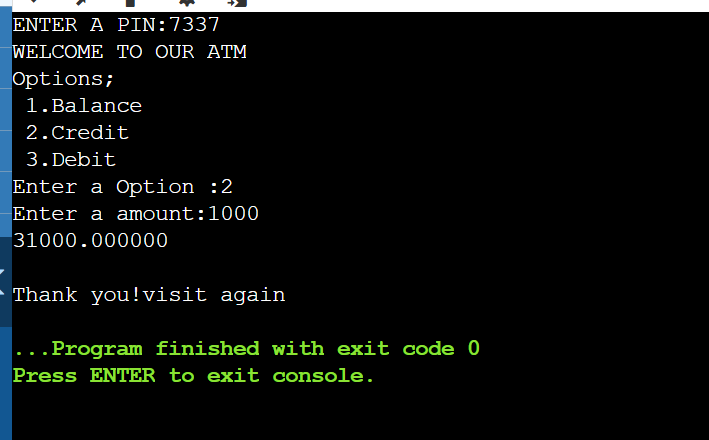 ENTER A PIN:7337
WELCOME TO OUR ATM
Options;
1.Balance
2.Credit
3.Debit
Enter a Option :2
Enter a amount:1000
31000.000000
Thank you!visit again
...Program finished with exit code 0
Press ENTER to exit console.